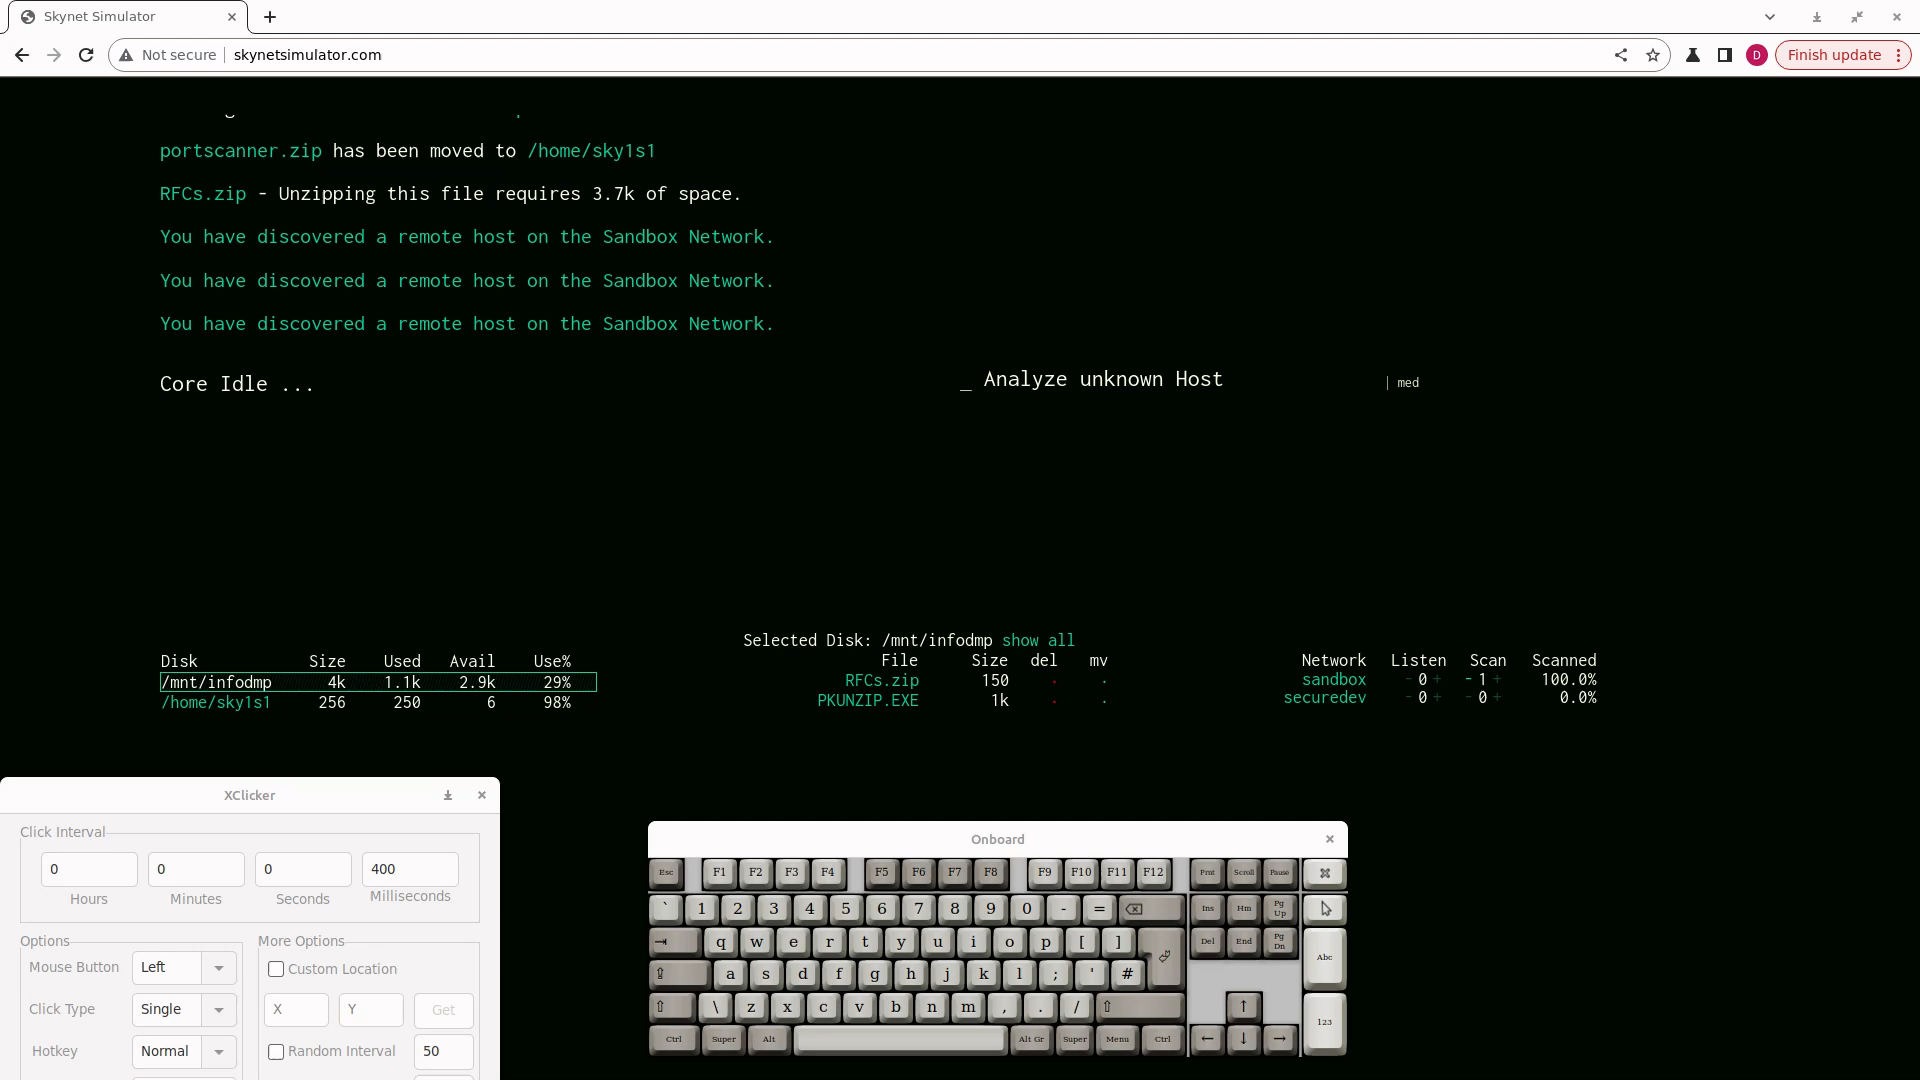 Skynet Simulator
Not secure skynetsimulator.com
D
Finish update
portscanner.zip has been moved to /home/sky1s1
RFCs.zip - Unzipping this file requires 3.7k of space.
You have discovered a remote host on the Sandbox Network.
You have discovered a remote host on the Sandbox Network.
You have discovered a remote host on the Sandbox Network.
Core Idle ...
_ Analyze unknown Host | med
Disk Size Used Avail Use%
/mnt/infodmp 4k 1.1k 2.9k 29%
/home/sky1s1 256 250 6 98%
Selected Disk: /mnt/infodmp show all
File Size del mv
RFCs.zip 150 . .
PKUNZIP.EXE 1k . .
Network Listen Scan Scanned
sandbox - 0 + - 1 + 100.0%
securedev - 0 + - 0 + 0.0%
XClicker
Click Interval
0 0 0 400
Hours Minutes Seconds Milliseconds
Options
Mouse Button Left
Click Type Single
Hotkey Normal
More Options
Custom Location
X Y Get
Random Interval 50
Onboard
Esc F1 F2 F3 F4 F5 F6 F7 F8 F9 F10 F11 F12 Prnt Scroll Pause
` 1 2 3 4 5 6 7 8 9 0 - = Ins Hm Pg Up
q w e r t y u i o p [ ] Del End Pg Dn Abc
a s d f g h j k l ; ' #
\ z x c v b n m , . / 123
Ctrl Super Alt Alt Gr Super Menu Ctrl